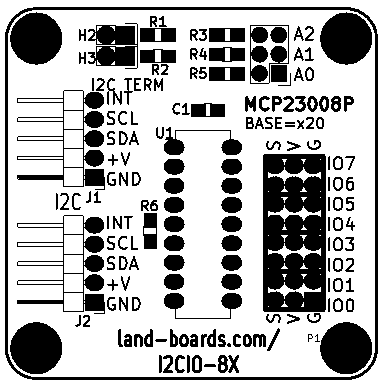 H2 R1 R3 A2
H3 R2 R4 A1
R5 A0
I2C TERM
INT
SCL
SDA
+V
GND
J1
I2C
C1
MCP23008P
BASE=x20
U1
S V G
IO7
IO6
IO5
IO4
IO3
IO2
IO1
IO0
S V G
P1
R6
INT
SCL
SDA
+V
GND
J2
land-boards.com/
I2CIO-8X